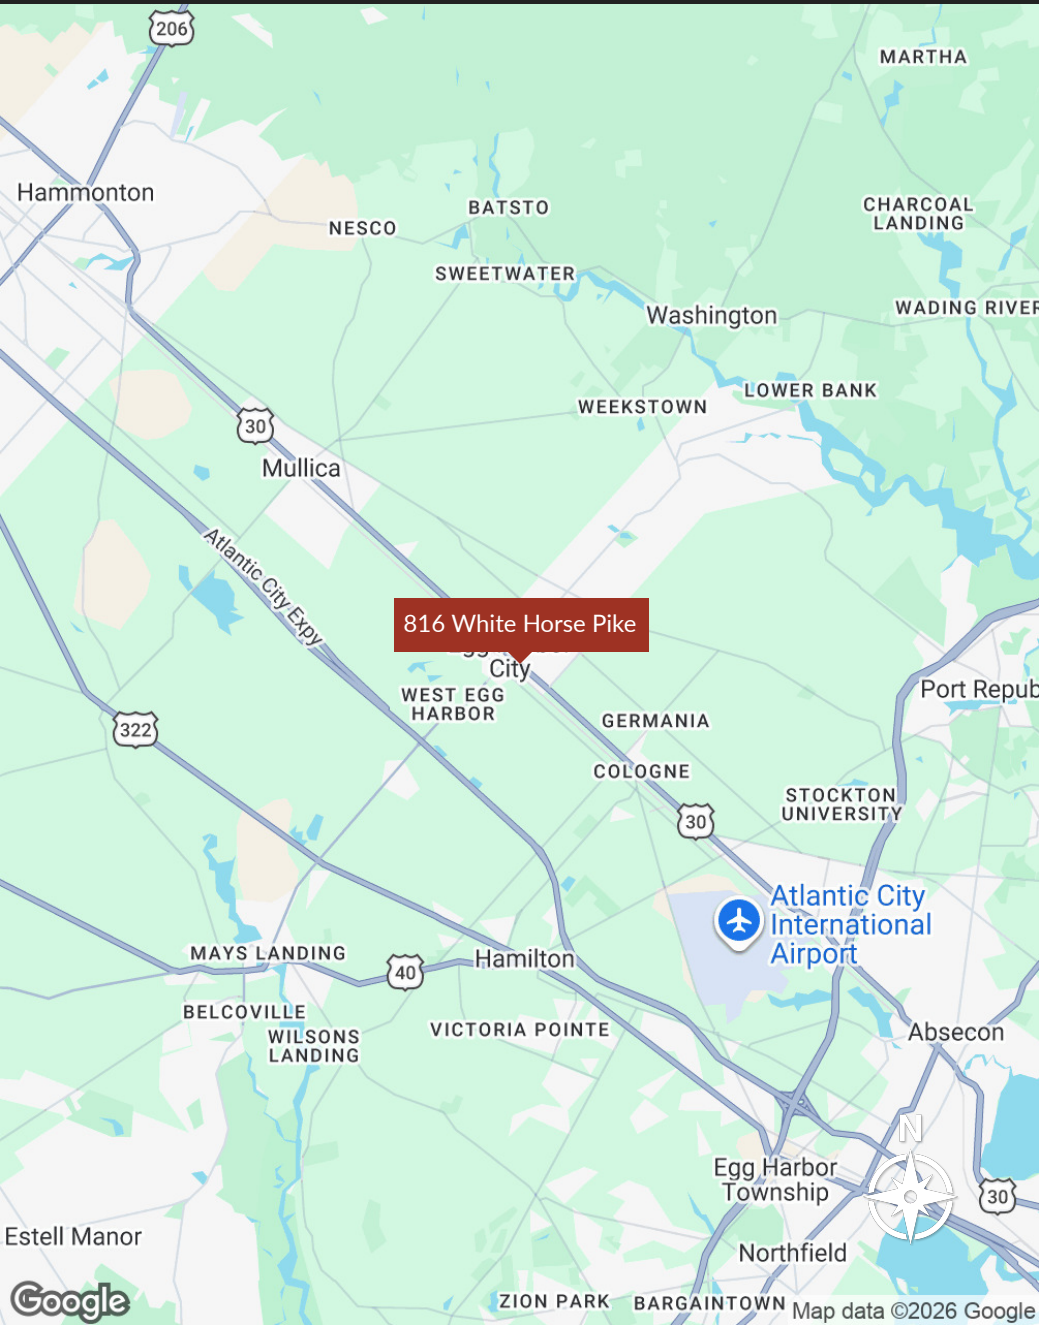 206
MARTHA
Hammonton
CHARCOAL
LANDING
BATSTO
NESCO
SWEETWATER
WADING RIVER
Washington
LOWER BANK
WEEKSTOWN
30
Mullica
Atlantic City Expy
816 White Horse Pike
City
WEST EGG
HARBOR
Port Repub
GERMANIA
322
COLOGNE
STOCKTON
UNIVERSITY
30
Atlantic City
International
Airport
MAYS LANDING
Hamilton
40
BELCOVILLE
VICTORIA POINTE
Absecon
WILSONS
LANDING
N
Egg Harbor
Township
30
Estell Manor
Northfield
Google
ZION PARK
BARGAINTOWN
Map data ©2026 Google